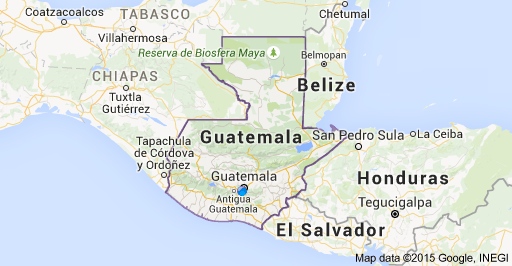 TABASCO
Coatzacoalcos
Chetumal
Villahermosa
Reserva de Biosfera Maya
Belmopan
CHIAPAS
Belize
Tuxtla
Gutiérrez
Guatemala
San Pedro Sula
La Ceiba
Tapachula
de Córdova
y Ordóñez
Guatemala
Honduras
Antigua
Guatemala
Tegucigalpa
El Salvador
Map data ©2015 Google, INEGI